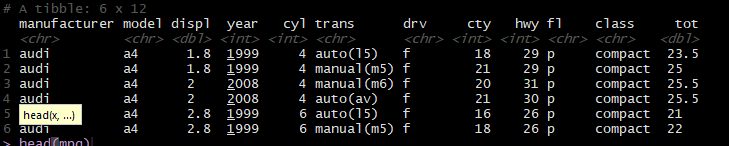 # A tibble: 6 x 12
manufacturer model displ year cyl trans drv cty hwy fl class tot
<chr> <chr> <dbl> <int> <int> <chr> <chr> <int> <int> <chr> <chr> <dbl>
1 audi a4 1.8 1999 4 auto(l5) f 18 29 p compact 23.5
2 audi a4 1.8 1999 4 manual(m5) f 21 29 p compact 25
3 audi a4 2 2008 4 manual(m6) f 20 31 p compact 25.5
4 audi a4 2 2008 4 auto(av) f 21 30 p compact 25.5
5 head(x, ...) a4 2.8 1999 6 auto(l5) f 16 26 p compact 21
6 audi a4 2.8 1999 6 manual(m5) f 18 26 p compact 22
> head(mpg)